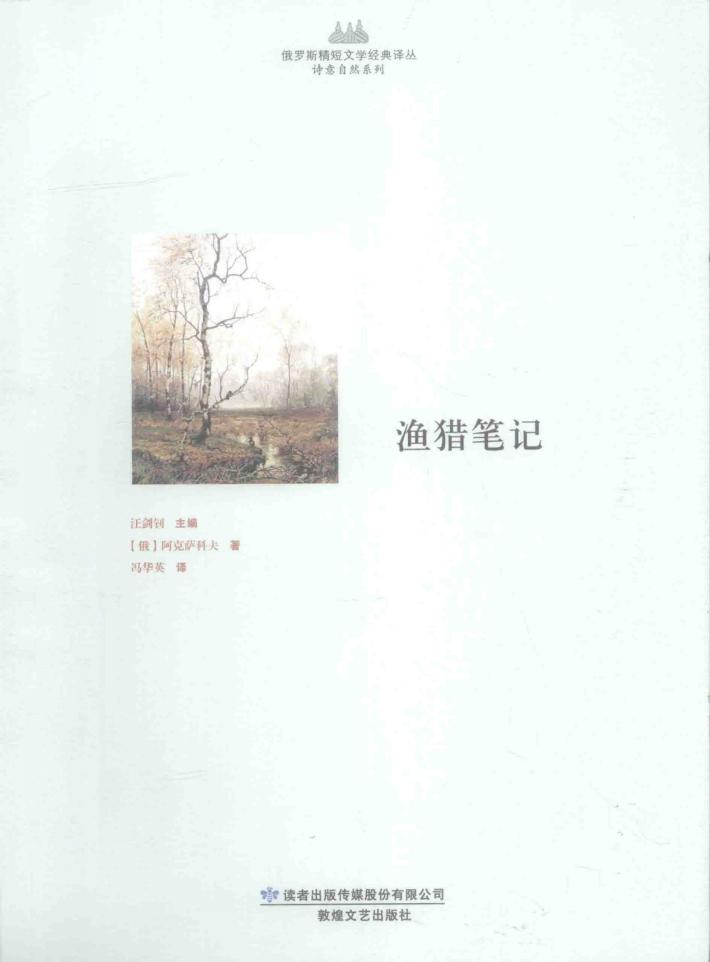 俄罗斯精短文学经典译丛
诗意自然系列
渔猎笔记
汪剑钊 主编
【俄】阿克萨科夫 著
冯华英 译
读者出版传媒股份有限公司
敦煌文艺出版社